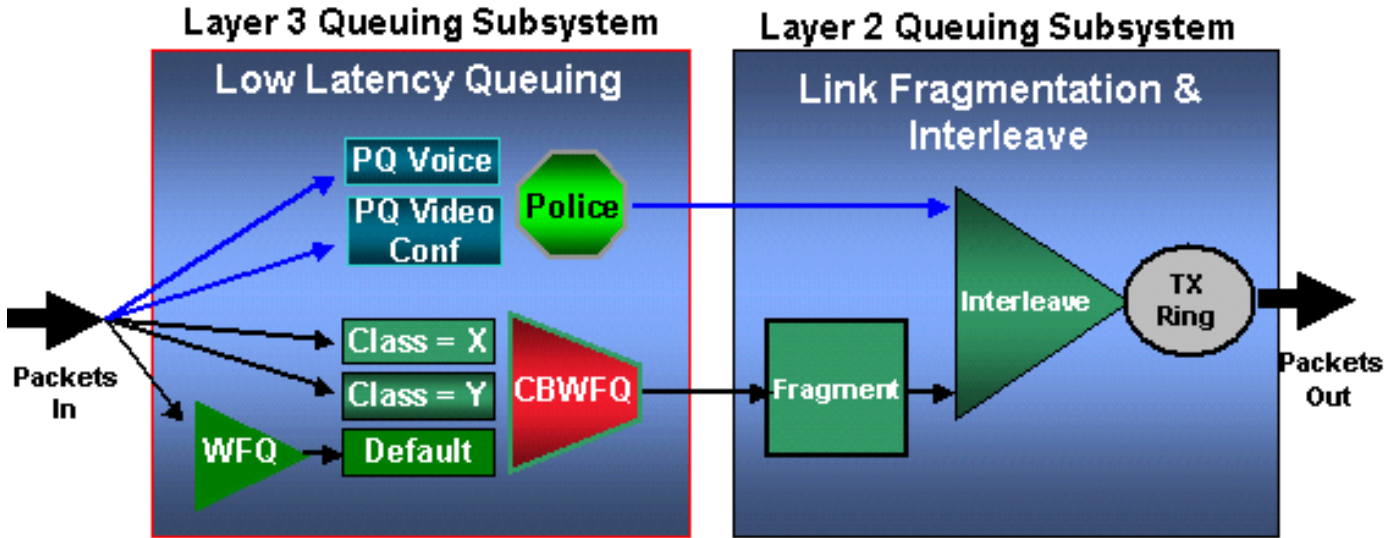 Layer 3 Queuing Subsystem
Layer 2 Queuing Subsystem
Low Latency Queuing
Link Fragmentation &
Interleave
PQ Voice
PQ Video
Conf
Police
Packets
In
Class = X
Class = Y
Default
WFQ
CBWFQ
Fragment
Interleave
TX
Ring
Packets
Out